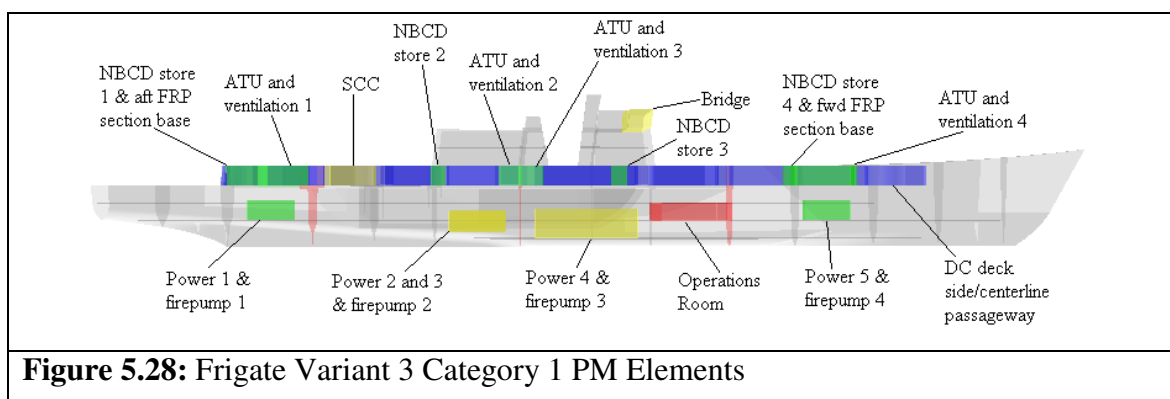 NBCD store
1 & aft FRP
section base
ATU and
ventilation 1
SCC
NBCD
store 2
ATU and
ventilation 2
ATU and
ventilation 3
Bridge
NBCD
store 3
NBCD store
4 & fwd FRP
section base
ATU and
ventilation 4
Power 1 &
firepump 1
Power 2 and 3
& firepump 2
Power 4 &
firepump 3
Operations
Room
Power 5 &
firepump 4
DC deck
side/centerline
passageway
Figure 5.28: Frigate Variant 3 Category 1 PM Elements